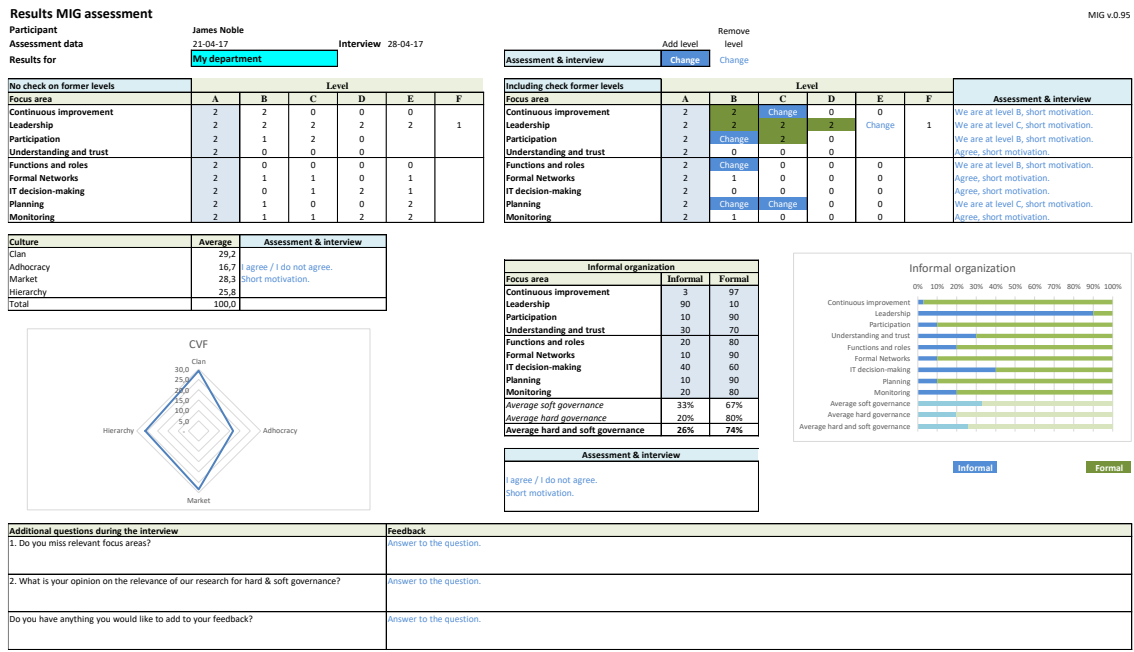 Results MIG assessment
MIG v.0.95
Participant James Noble
Assessment data 21-04-17 Interview 28-04-17
Results for My department
Remove
Add level level
Assessment & interview Change Change
No check on former levels Level
Focus area A B C D E F
Continuous improvement 2 2 2 0 0
Leadership 2 2 2 2 2 1
Participation 2 1 2 0
Understanding and trust 2 0 0 0
Functions and roles 2 0 0 0 0
Formal Networks 2 1 0 0 1
IT decision-making 2 0 1 2 1
Planning 2 1 0 0 2
Monitoring 2 1 1 2 2
Including check former levels Level
Focus area A B C D E F Assessment & interview
Continuous improvement 2 2 Change 0 0 We are at level B, short motivation.
Leadership 2 2 2 2 Change 1 We are at level C, short motivation.
Participation 2 Change 2 0 We are at level B, short motivation.
Understanding and trust 2 0 0 0 Agree, short motivation.
Functions and roles 2 Change 0 0 0 We are at level B, short motivation.
Formal Networks 2 1 0 0 0 Agree, short motivation.
IT decision-making 2 0 0 0 0 Agree, short motivation.
Planning 2 Change Change 0 0 We are at level C, short motivation.
Monitoring 2 1 0 0 0 Agree, short motivation.
Culture Average Assessment & interview
Clan 29,2
Adhocracy 16,7 I agree / I do not agree.
Market 28,3 Short motivation.
Hierarchy 25,8
Total 100,0
CVF
Clan
30,0
25,0
20,0
15,0
10,0
5,0
-
Hierarchy
Adhocracy
Market
Informal organization
Focus area Informal Formal
Continuous improvement 3 97
Leadership 90 10
Participation 10 90
Understanding and trust 30 70
Functions and roles 20 80
Formal Networks 10 90
IT decision-making 40 60
Planning 10 90
Monitoring 20 80
Average soft governance 33% 67%
Average hard governance 20% 80%
Average hard and soft governance 26% 74%
Assessment & interview
I agree / I do not agree.
Short motivation.
Informal organization
0% 10% 20% 30% 40% 50% 60% 70% 80% 90% 100%
Continuous improvement
Leadership
Participation
Understanding and trust
Functions and roles
Formal Networks
IT decision-making
Planning
Monitoring
Average soft governance
Average hard governance
Average hard and soft governance
Informal Formal
Additional questions during the interview Feedback
1. Do you miss relevant focus areas? Answer to the question.
2. What is your opinion on the relevance of our research for hard & soft governance? Answer to the question.
Do you have anything you would like to add to your feedback? Answer to the question.